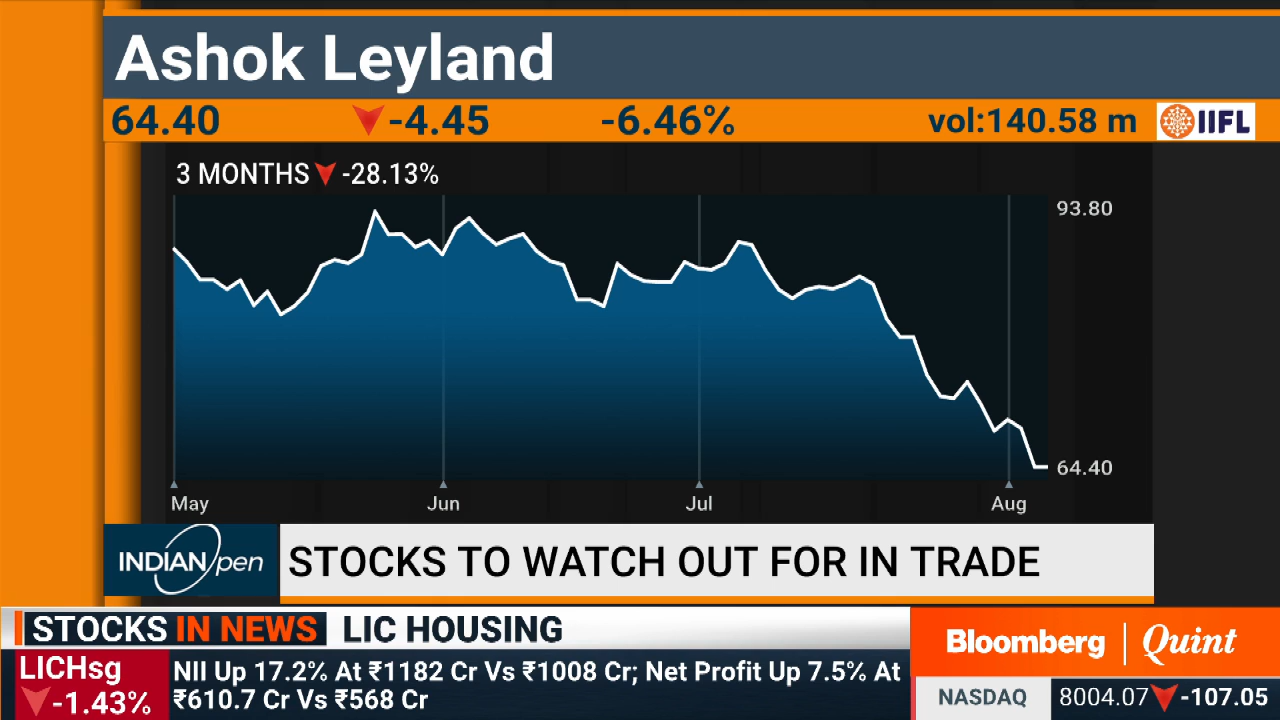 Ashok Leyland
64.40 -4.45 -6.46% vol:140.58 m IIFL
3 MONTHS -28.13%
93.80
64.40
May Jun Jul Aug
INDIAN Open STOCKS TO WATCH OUT FOR IN TRADE
STOCKS IN NEWS LIC HOUSING
LICHsg
-1.43%
NII Up 17.2% At ₹1182 Cr Vs ₹1008 Cr; Net Profit Up 7.5% At
₹610.7 Cr Vs ₹568 Cr
Bloomberg | Quint
NASDAQ 8004.07 -107.05